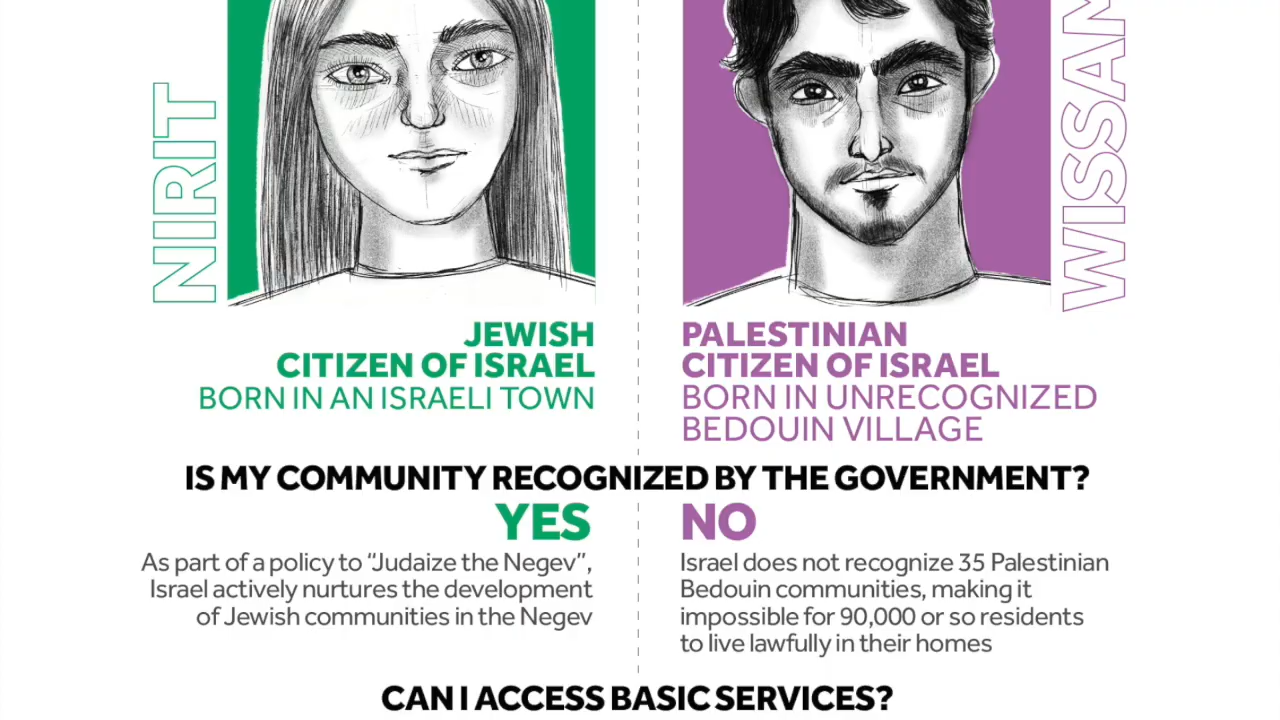 NIRIT
WISSAM
JEWISH
CITIZEN OF ISRAEL
BORN IN AN ISRAELI TOWN
PALESTINIAN
CITIZEN OF ISRAEL
BORN IN UNRECOGNIZED
BEDOUIN VILLAGE
IS MY COMMUNITY RECOGNIZED BY THE GOVERNMENT?
YES
As part of a policy to “Judaize the Negev”,
Israel actively nurtures the development
of Jewish communities in the Negev
NO
Israel does not recognize 35 Palestinian
Bedouin communities, making it
impossible for 90,000 or so residents
to live lawfully in their homes
CAN I ACCESS BASIC SERVICES?